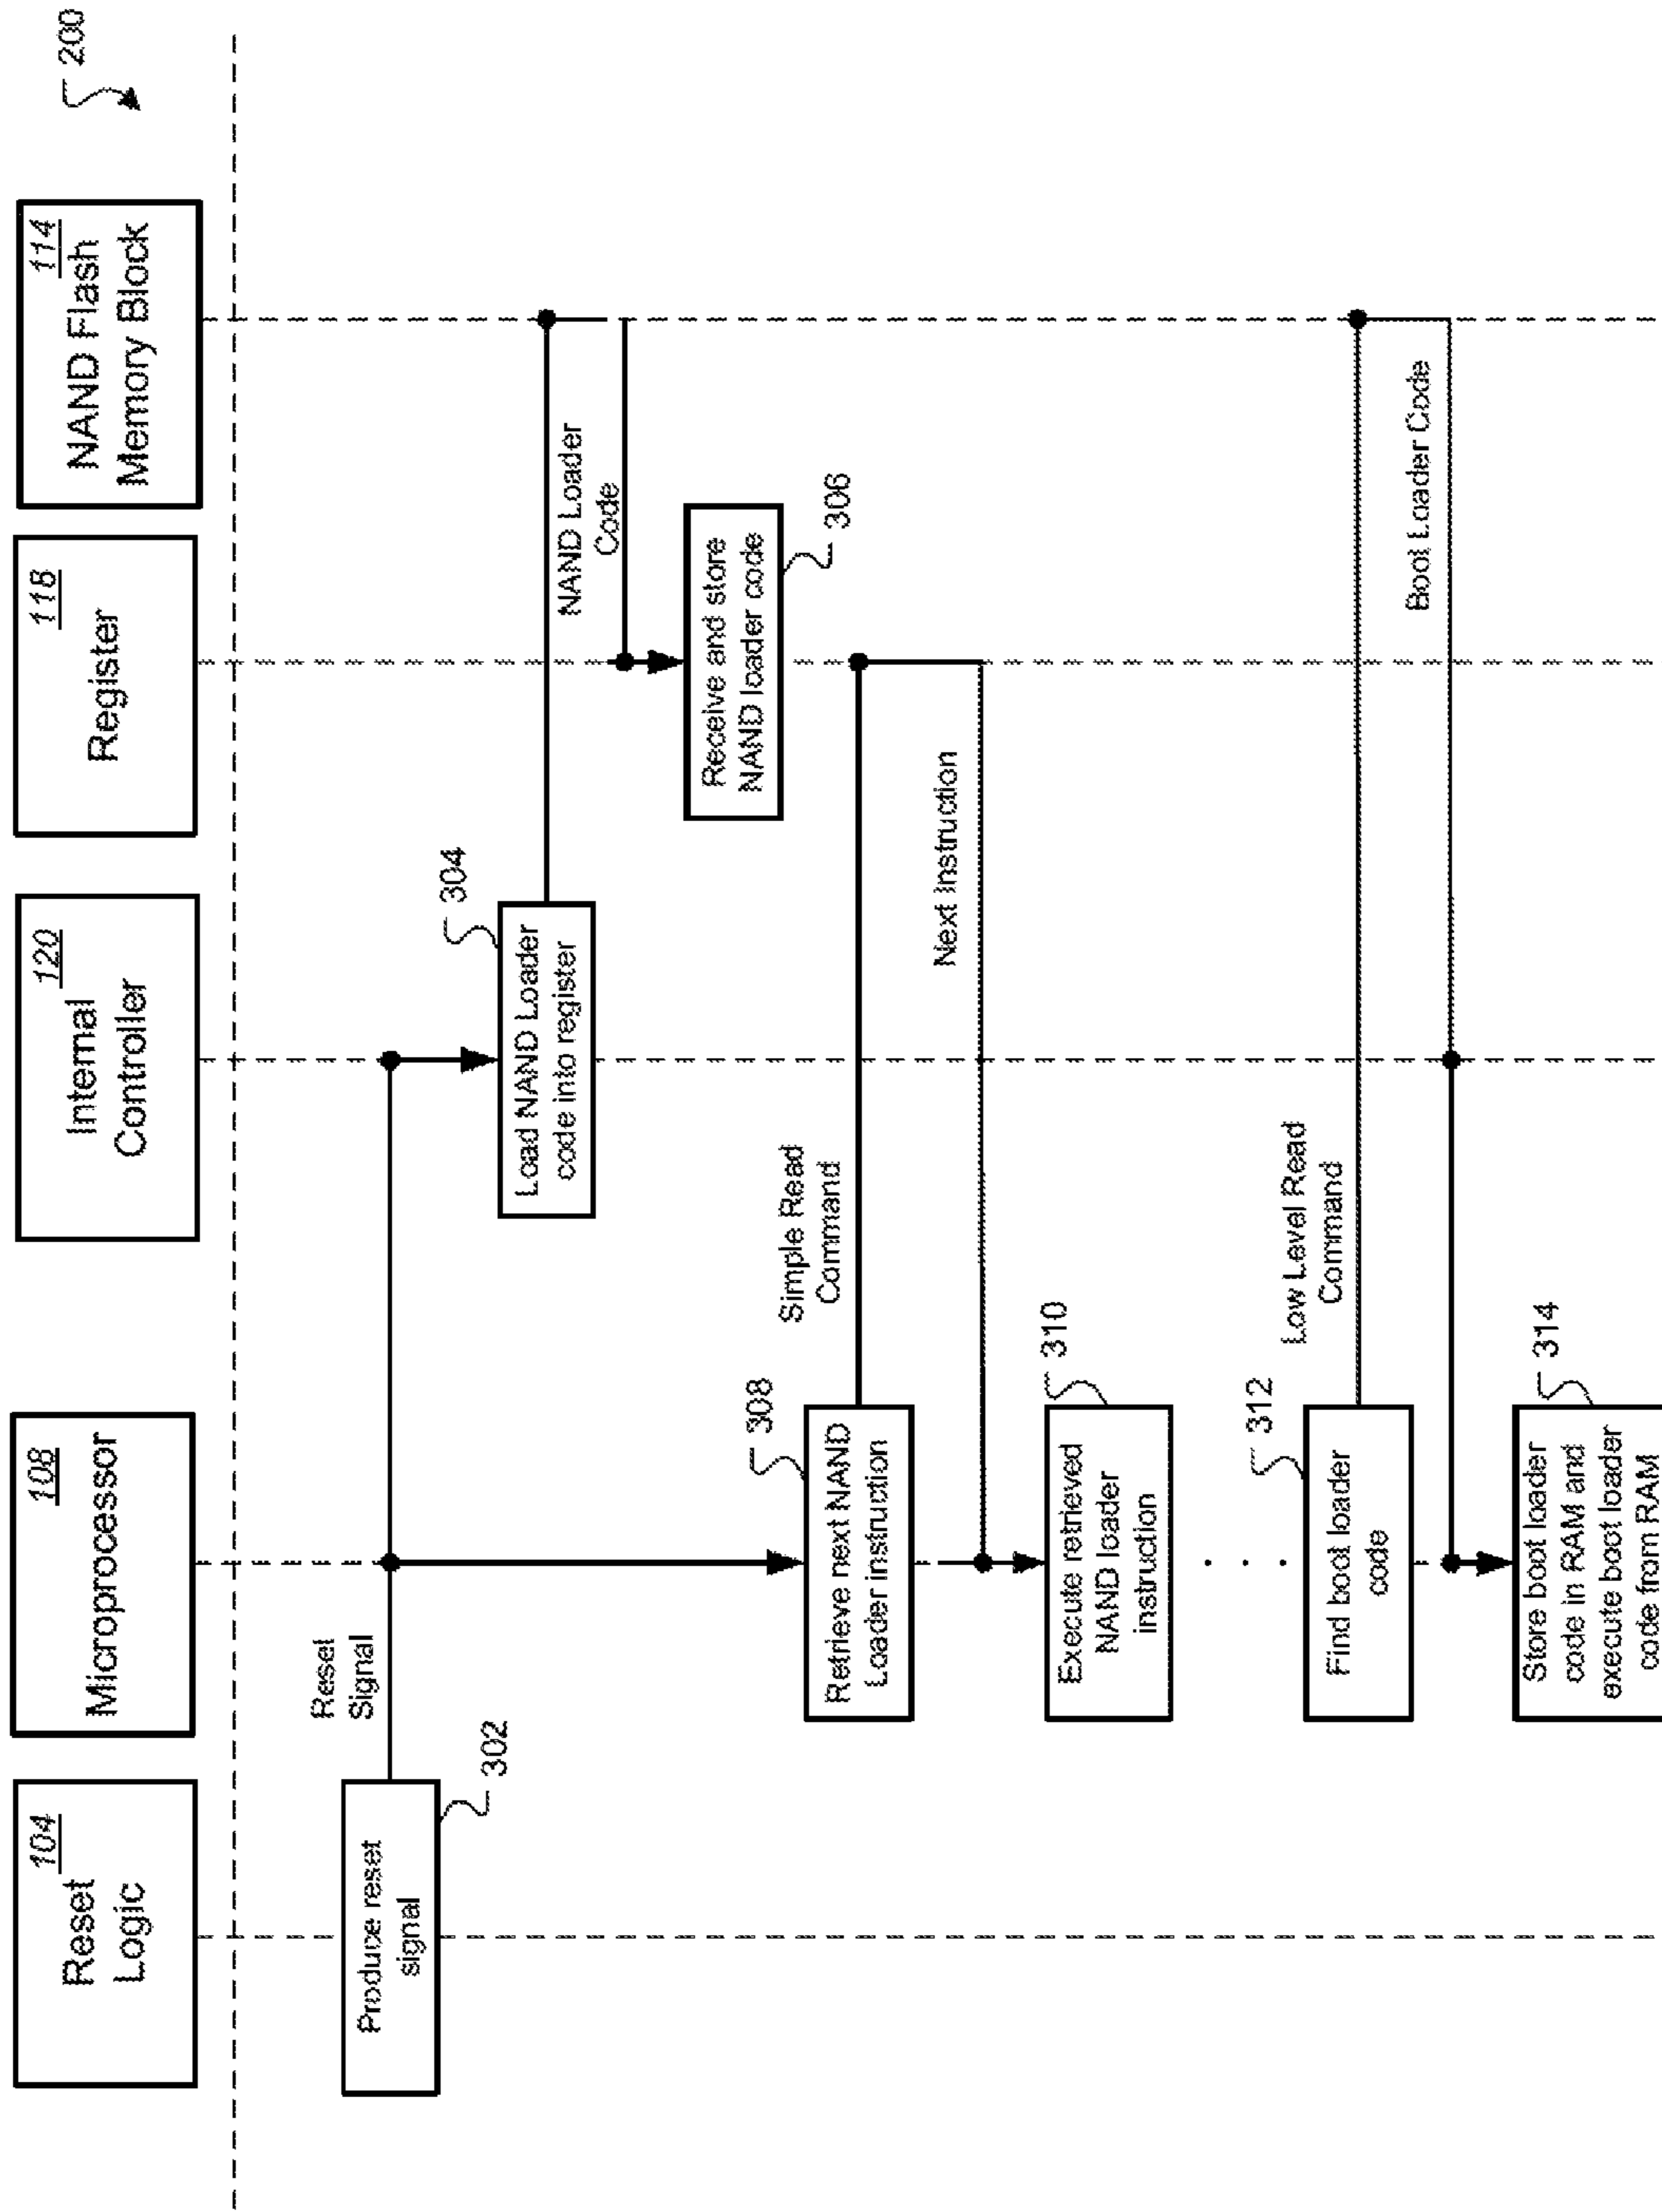 200
104
Reset
Logic
108
Microprocessor
120
Internal
Controller
118
Register
114
NAND Flash
Memory Block
Produce reset
signal
302
Reset
Signal
Load NAND Loader
code into register
304
NAND Loader
Code
Receive and store
NAND loader code
306
Retrieve next NAND
Loader instruction
308
Simple Read
Command
Next Instruction
Execute retrieved
NAND loader
instruction
310
. . .
Find boot loader
code
312
Low Level Read
Command
Boot Loader Code
Store boot loader
code in RAM and
execute boot loader
code from RAM
314